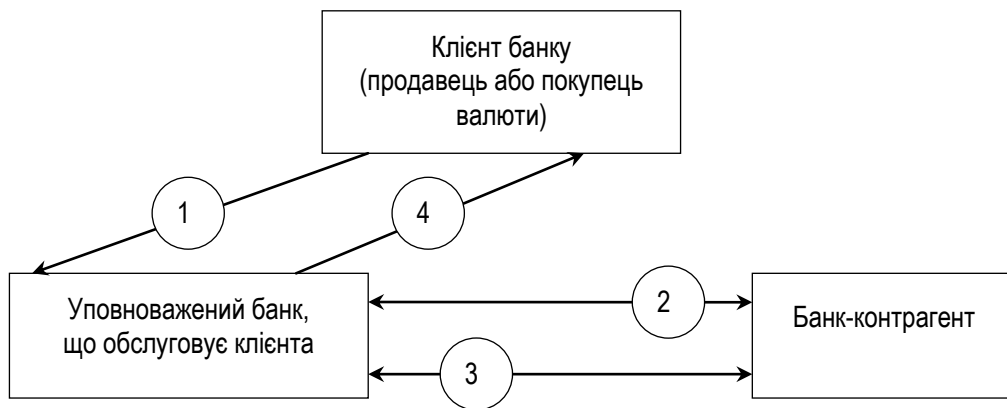 Клієнт банку
(продавець або покупець
валюти)
1
4
Уповноважений банк,
що обслуговує клієнта
2
Банк-контрагент
3